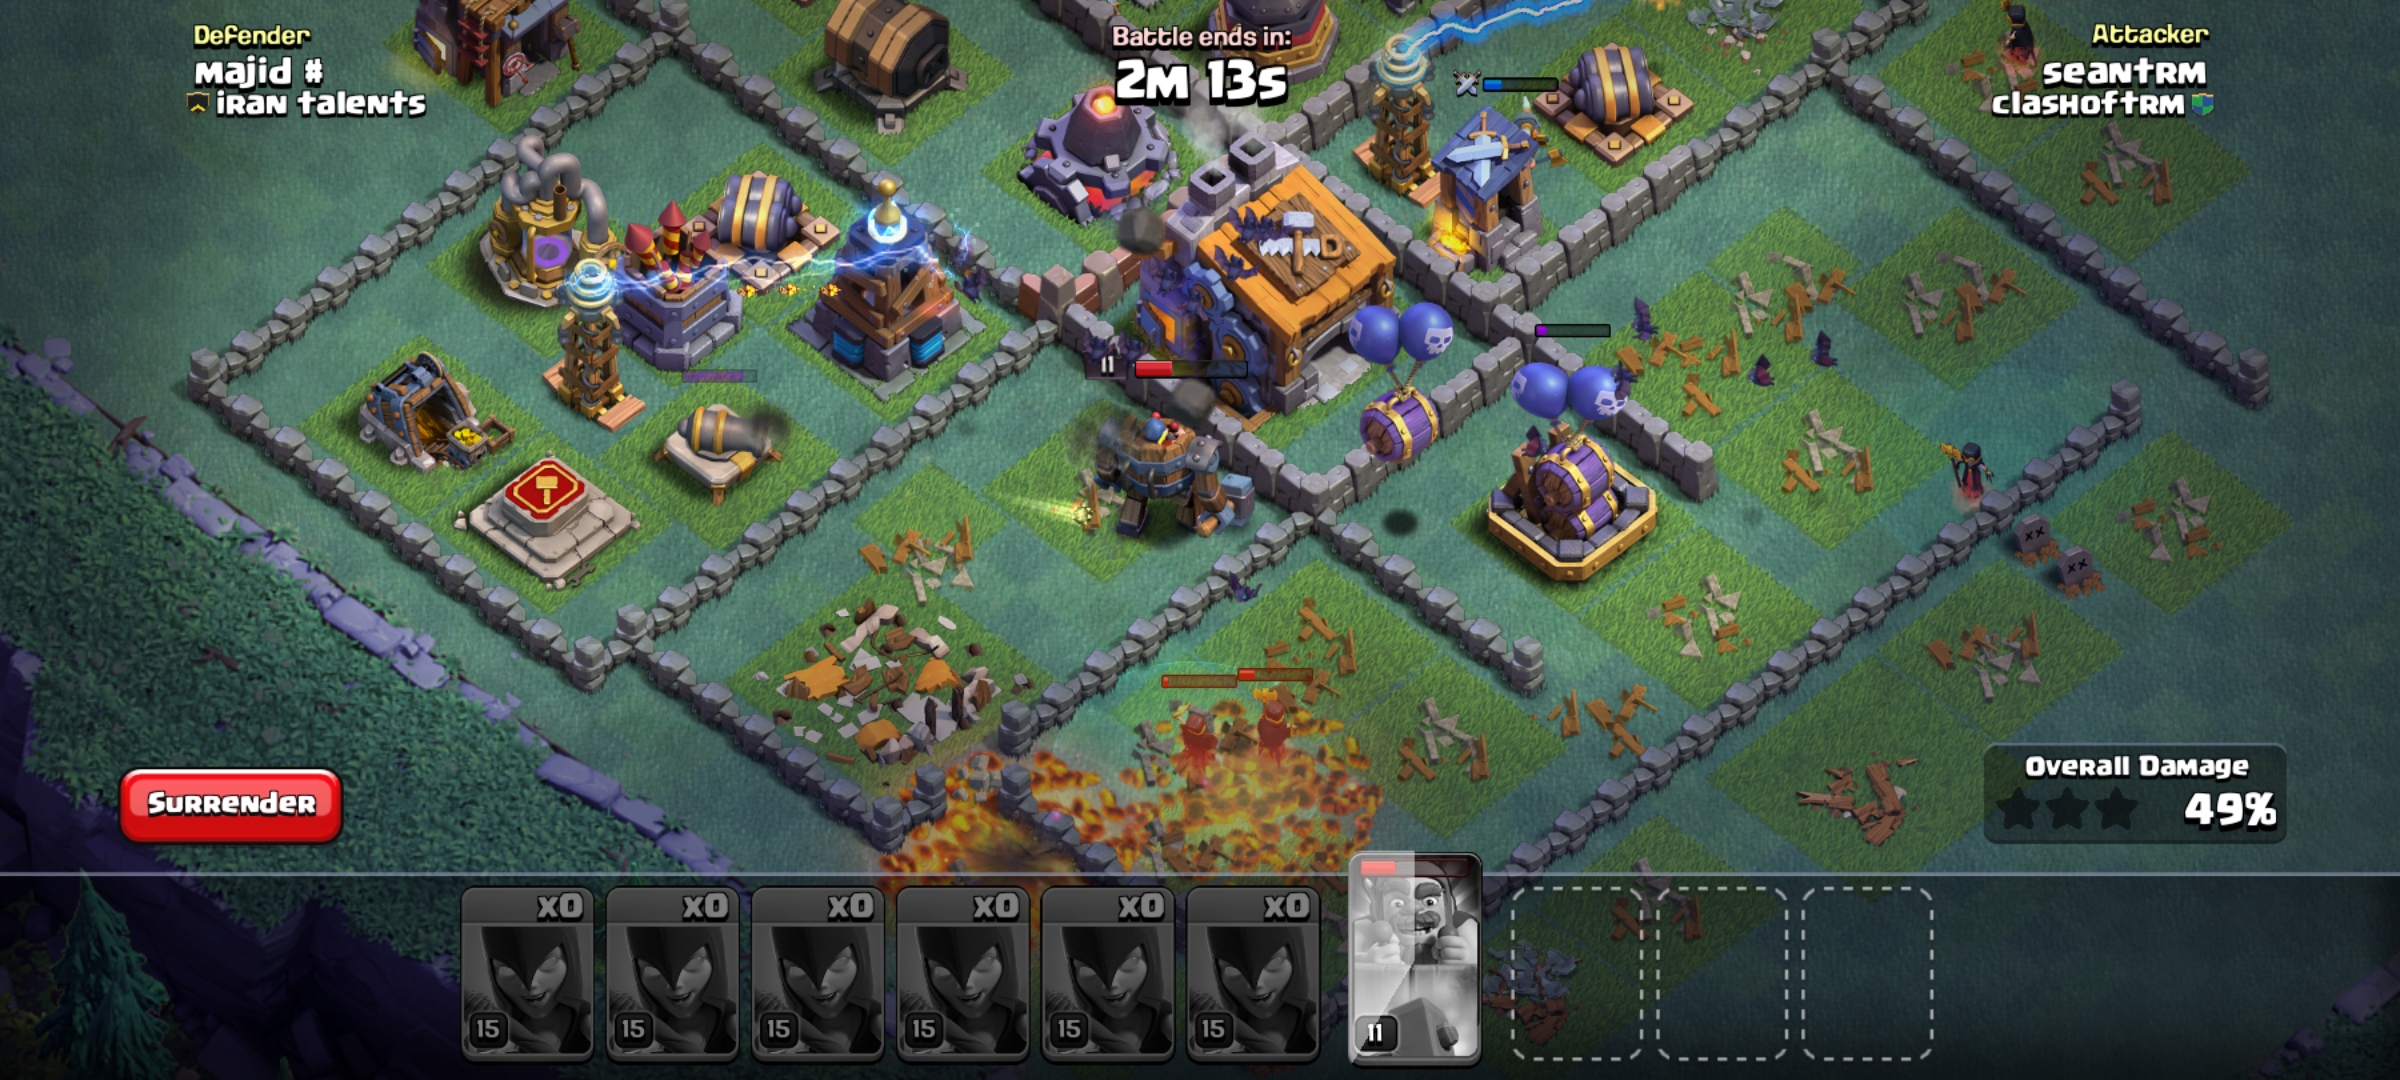 Defender
majid #
iran talents
Battle ends in:
2M 13s
Attacker
seantrm
clashoftrm
11
Surrender
Overall Damage
49%
x0
x0
x0
x0
x0
x0
15
15
15
15
15
15
11